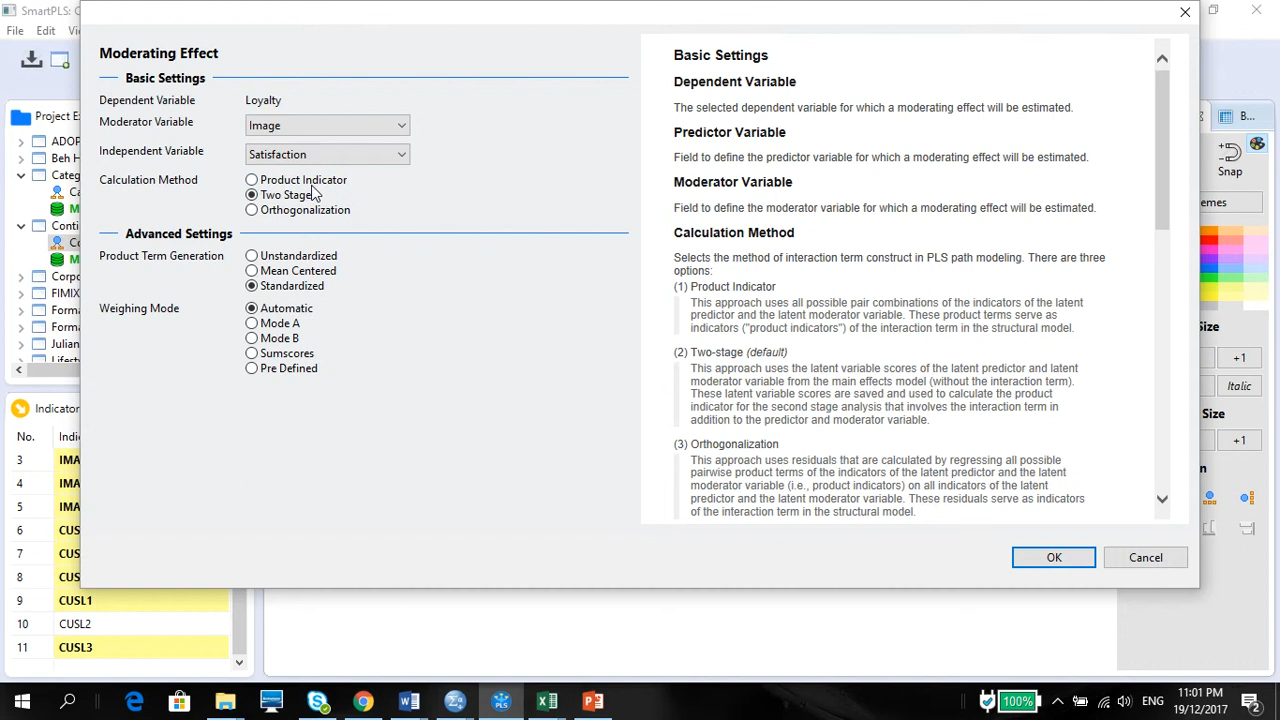 SmartPLS: C
File Edit
Project Ex
ADOP
Beh H
Categ
Ca
M
Conti
Co
M
Corpo
FIMIX
Forma
Forma
Julian
Lifest
Indicator
No. Indi
3 IMA
4 IMA
5 IMA
6 CUS
7 CUS
8 CUS
9 CUSL1
10 CUSL2
11 CUSL3
Moderating Effect
Basic Settings
Dependent Variable Loyalty
Moderator Variable Image
Independent Variable Satisfaction
Calculation Method Product Indicator
Two Stage
Orthogonalization
Advanced Settings
Product Term Generation Unstandardized
Mean Centered
Standardized
Weighing Mode Automatic
Mode A
Mode B
Sumscores
Pre Defined
Basic Settings
Dependent Variable
The selected dependent variable for which a moderating effect will be estimated.
Predictor Variable
Field to define the predictor variable for which a moderating effect will be estimated.
Moderator Variable
Field to define the moderator variable for which a moderating effect will be estimated.
Calculation Method
Selects the method of interaction term construct in PLS path modeling. There are three
options:
(1) Product Indicator
This approach uses all possible pair combinations of the indicators of the latent
predictor and the latent moderator variable. These product terms serve as
indicators ("product indicators") of the interaction term in the structural model.
(2) Two-stage (default)
This approach uses the latent variable scores of the latent predictor and latent
moderator variable from the main effects model (without the interaction term).
These latent variable scores are saved and used to calculate the product
indicator for the second stage analysis that involves the interaction term in
addition to the predictor and moderator variable.
(3) Orthogonalization
This approach uses residuals that are calculated by regressing all possible
pairwise product terms of the indicators of the latent predictor and the latent
moderator variable (i.e., product indicators) on all indicators of the latent
predictor and the latent moderator variable. These residuals serve as indicators
of the interaction term in the structural model.
OK Cancel
B...
Snap
emes
Size
+1
Italic
Size
+1
n
100% ENG 11:01 PM
19/12/2017 2